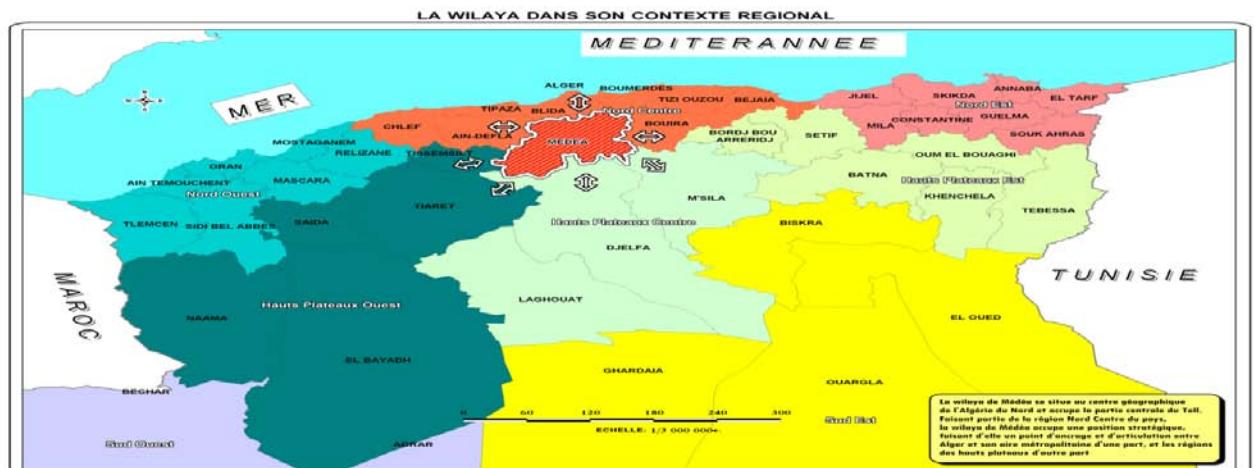 LA WILAYA DANS SON CONTEXTE REGIONAL
MEDITERANNEE
MER
ALGER
BOUMERDES
TIPAZA
BLIDA
TIZI OUZOU
Nord Centre
BEJAIA
CHLEF
AIN-DEFLA
MEDEA
BOUIRA
JIJEL
SKIKDA
ANNABA
EL TARF
Nord Est
MILA
CONSTANTINE
GUELMA
SOUK AHRAS
BORDJ BOU
ARRERIDJ
SETIF
MOSTAGANEM
RELIZANE
TISSEMSILT
ORAN
AIN TEMOUCHENT
MASCARA
Nord Ouest
TLEMCEN
SIDI BEL ABBES
SAIDA
TIARET
M'SILA
Hauts Plateaux Centre
DJELFA
LAGHOUAT
OUM EL BOUAGHI
BATNA
Hauts Plateaux Est
KHENCHELA
TEBESSA
BISKRA
MAROC
TUNISIE
Hauts Plateaux Ouest
NAAMA
EL BAYADH
EL OUED
GHARDAIA
OUARGLA
BECHAR
Sud Ouest
ADRAR
Sud Est
0 60 120 180 240 300
ECHELLE: 1/3 000 000e.
La wilaya de Médéa se situe au centre géographique
de l'Algérie du Nord et occupe la partie centrale du Tell.
Faisant partie de la région Nord Centre du pays,
la wilaya de Médéa occupe une position stratégique,
faisant d'elle un point d'ancrage et d'articulation entre
Alger et son aire métropolitaine d'une part, et les régions
des hauts plateaux d'autre part